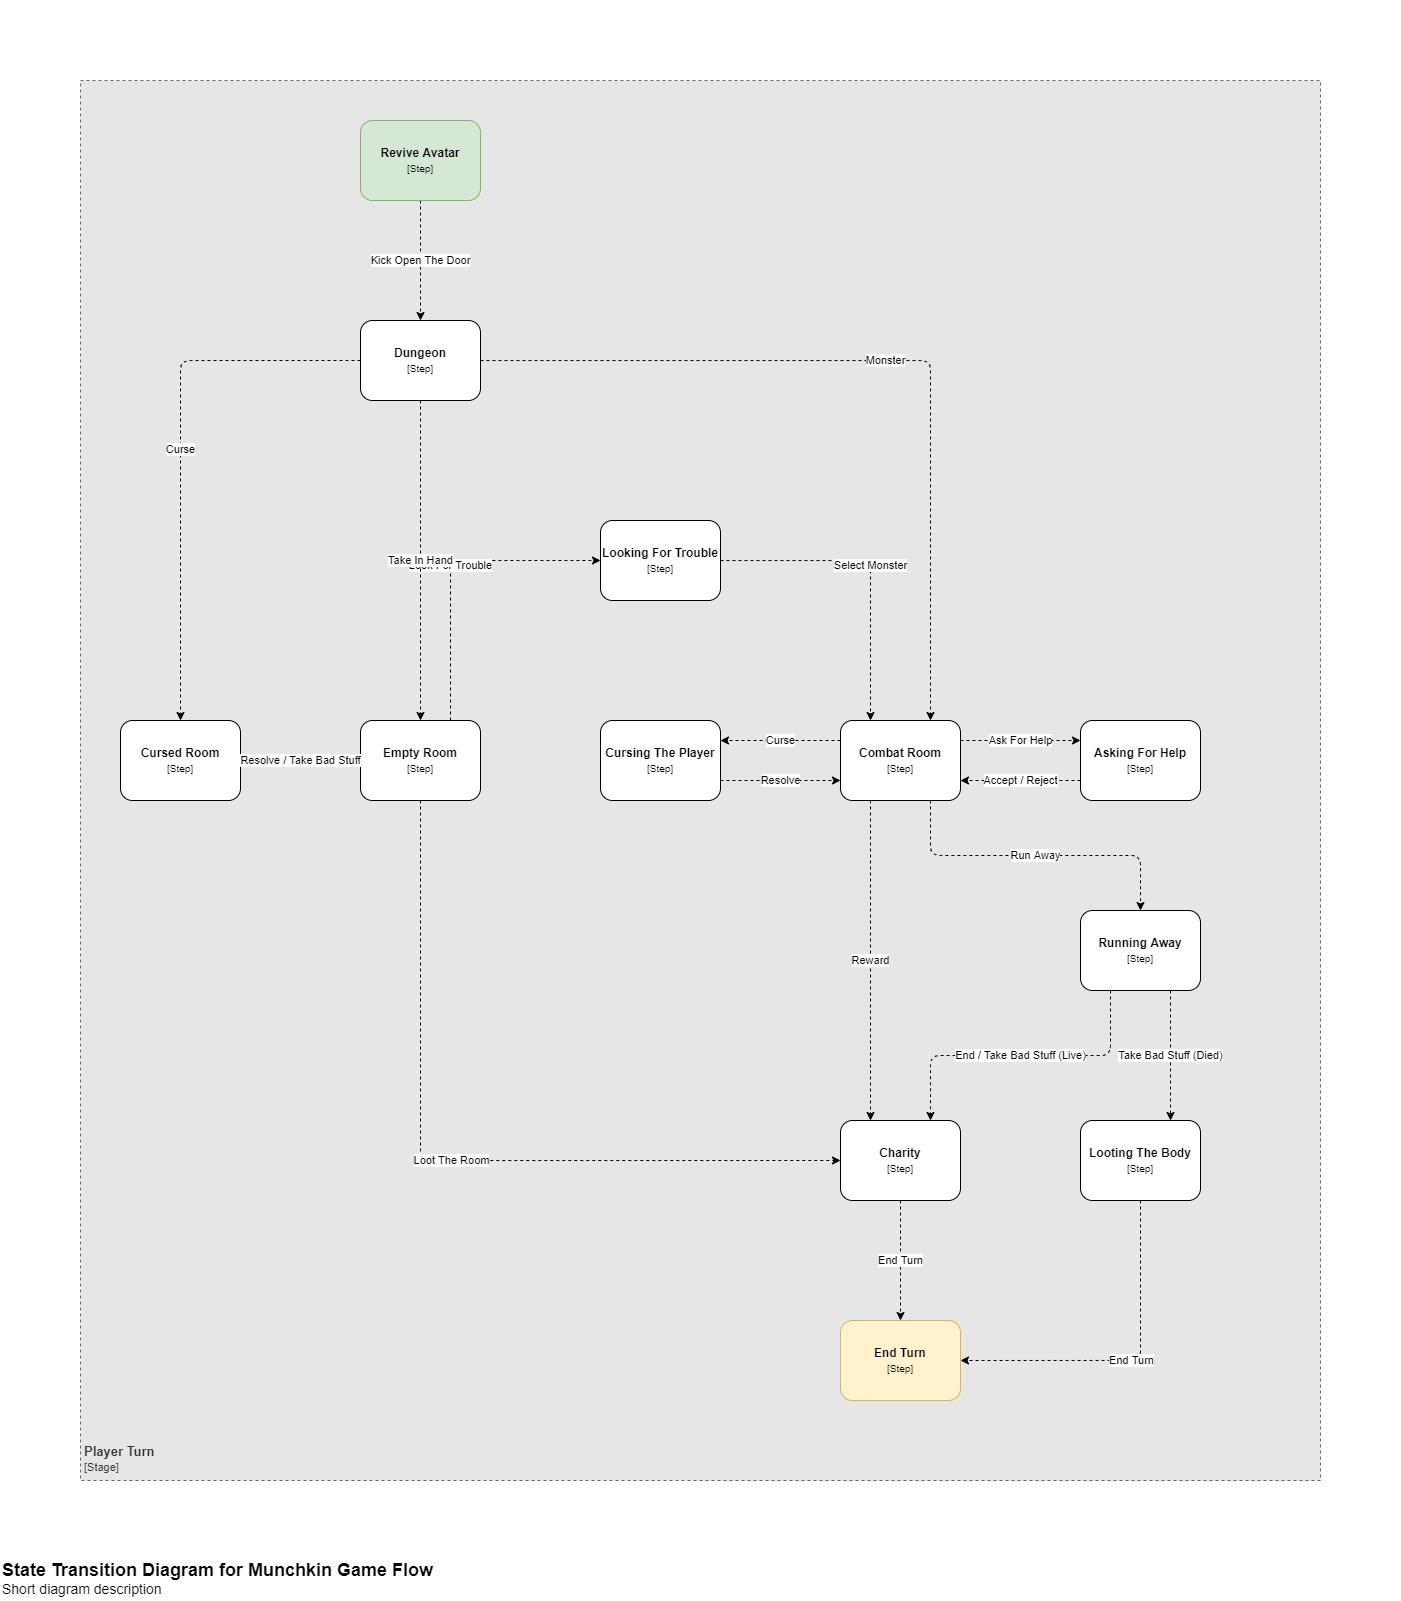 Revive Avatar
[Step]
Kick Open The Door
Dungeon
[Step]
Monster
Curse
Looking For Trouble
[Step]
Take In Hand
Look For Trouble
Select Monster
Cursed Room
[Step]
Resolve / Take Bad Stuff
Empty Room
[Step]
Cursing The Player
[Step]
Curse
Resolve
Combat Room
[Step]
Ask For Help
Accept / Reject
Asking For Help
[Step]
Run Away
Running Away
[Step]
Reward
End / Take Bad Stuff (Live)
Take Bad Stuff (Died)
Loot The Room
Charity
[Step]
Looting The Body
[Step]
End Turn
End Turn
[Step]
End Turn
Player Turn
[Stage]
State Transition Diagram for Munchkin Game Flow
Short diagram description